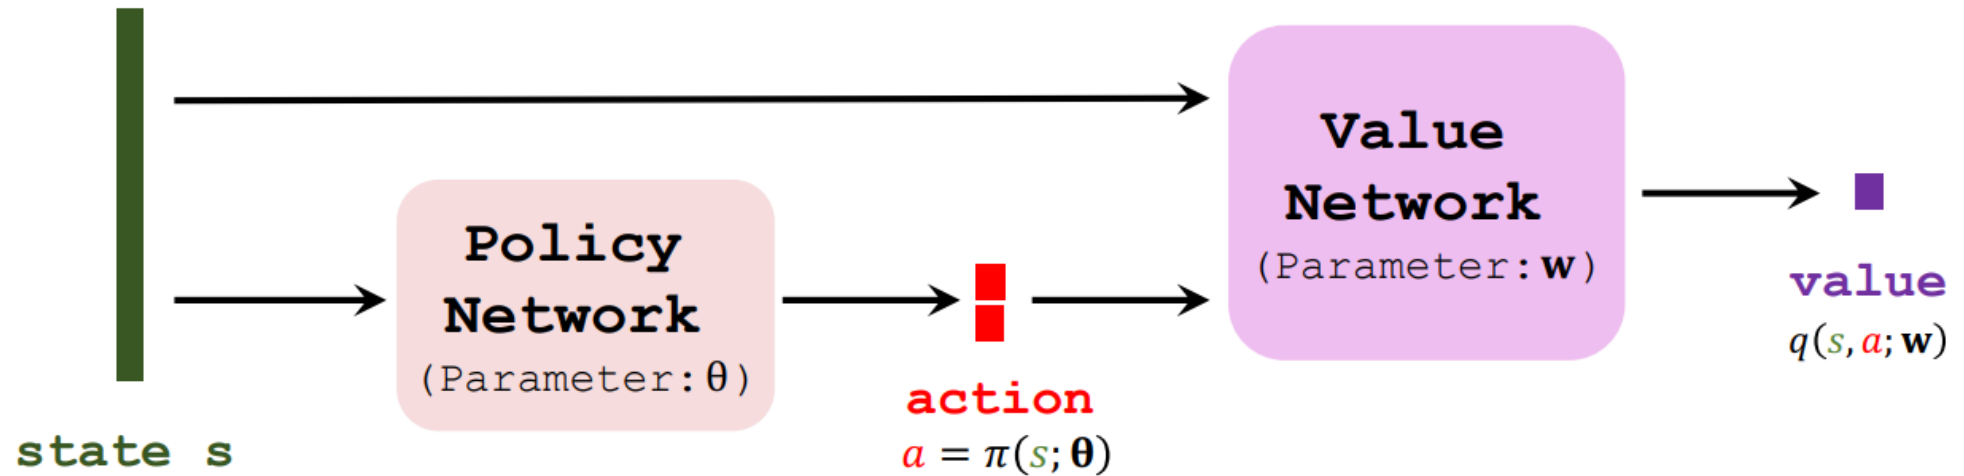 Value
Network
(Parameter:w)
Policy
Network
(Parameter:θ)
value
q(s, a; w)
action
a = π(s; θ)
state s